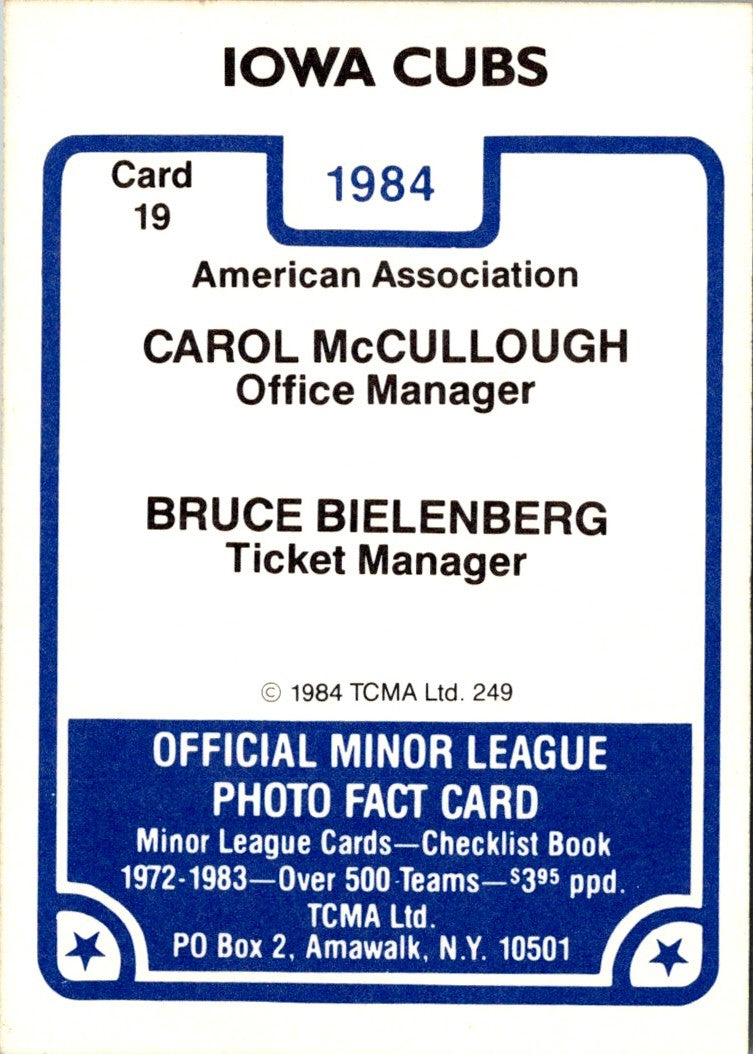 IOWA CUBS
Card
19
1984
American Association
CAROL McCULLOUGH
Office Manager
BRUCE BIELENBERG
Ticket Manager
© 1984 TCMA Ltd. 249
OFFICIAL MINOR LEAGUE
PHOTO FACT CARD
Minor League Cards—Checklist Book
1972-1983—Over 500 Teams—$3⁹⁵ ppd.
TCMA Ltd.
PO Box 2, Amawalk, N.Y. 10501